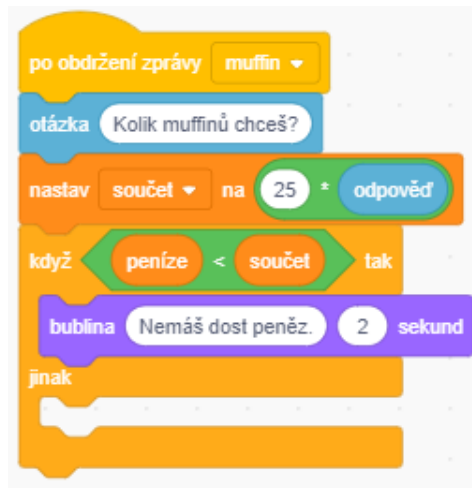 po obdržení zprávy muffin
otázka Kolik muffinů chceš?
nastav součet na 25 * odpověď
když peníze < součet tak
bublina Nemáš dost peněz. 2 sekund
jinak